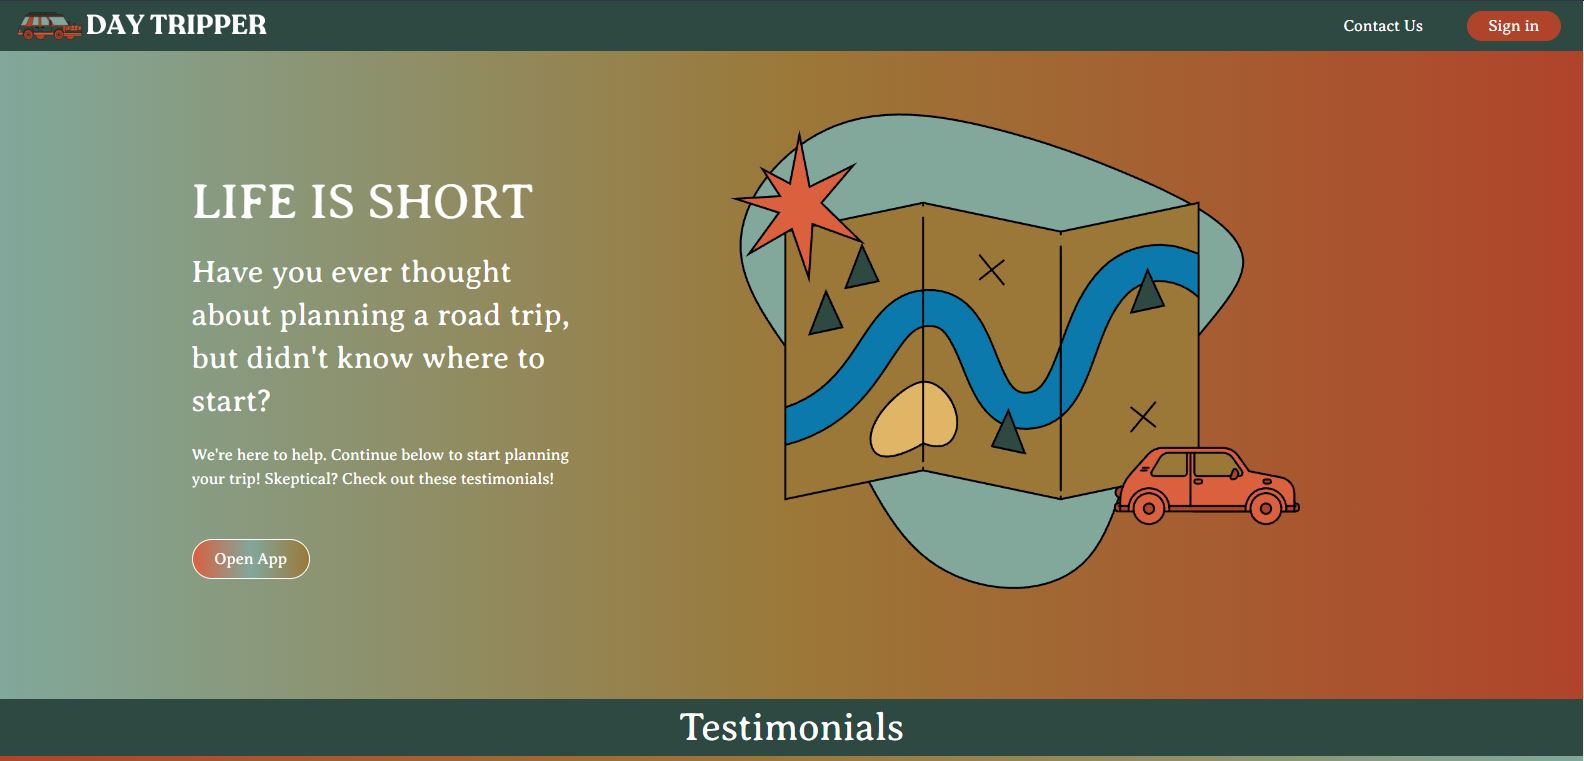 DAY TRIPPER
Contact Us
Sign in
LIFE IS SHORT
Have you ever thought
about planning a road trip,
but didn't know where to
start?
We're here to help. Continue below to start planning
your trip! Skeptical? Check out these testimonials!
Open App
Testimonials